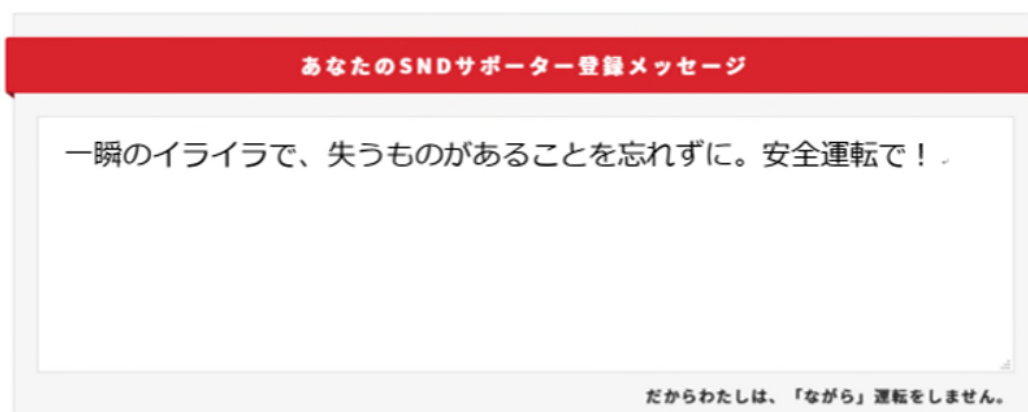 あなたのSNDサポーター登録メッセージ
一瞬のイライラで、失うものがあることを忘れずに。安全運転で！
だからわたしは、「ながら」運転をしません。